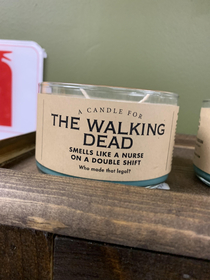 A CANDLE FOR
THE WALKING
DEAD
SMELLS LIKE A NURSE
ON A DOUBLE SHIFT
Who made that legal?